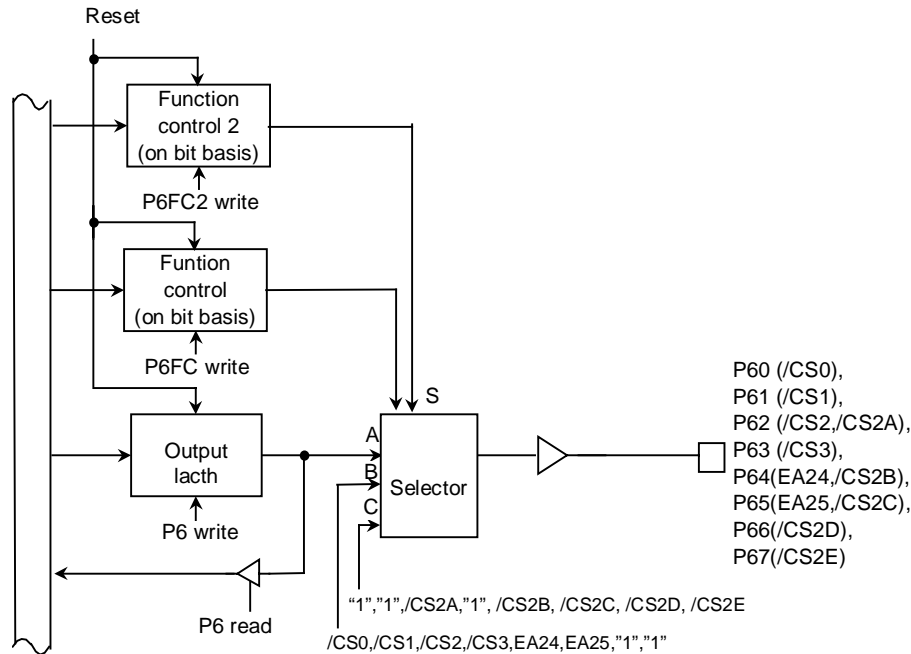 Reset
Function
control 2
(on bit basis)
P6FC2 write
Funtion
control
(on bit basis)
P6FC write
Output
lacth
P6 write
P6 read
S
A
B
C
Selector
P60 (/CS0),
P61 (/CS1),
P62 (/CS2,/CS2A),
P63 (/CS3),
P64(EA24,/CS2B),
P65(EA25,/CS2C),
P66(/CS2D),
P67(/CS2E)
“1”,”1”,/CS2A,”1”, /CS2B, /CS2C, /CS2D, /CS2E
/CS0,/CS1,/CS2,/CS3,EA24,EA25,”1”,”1”